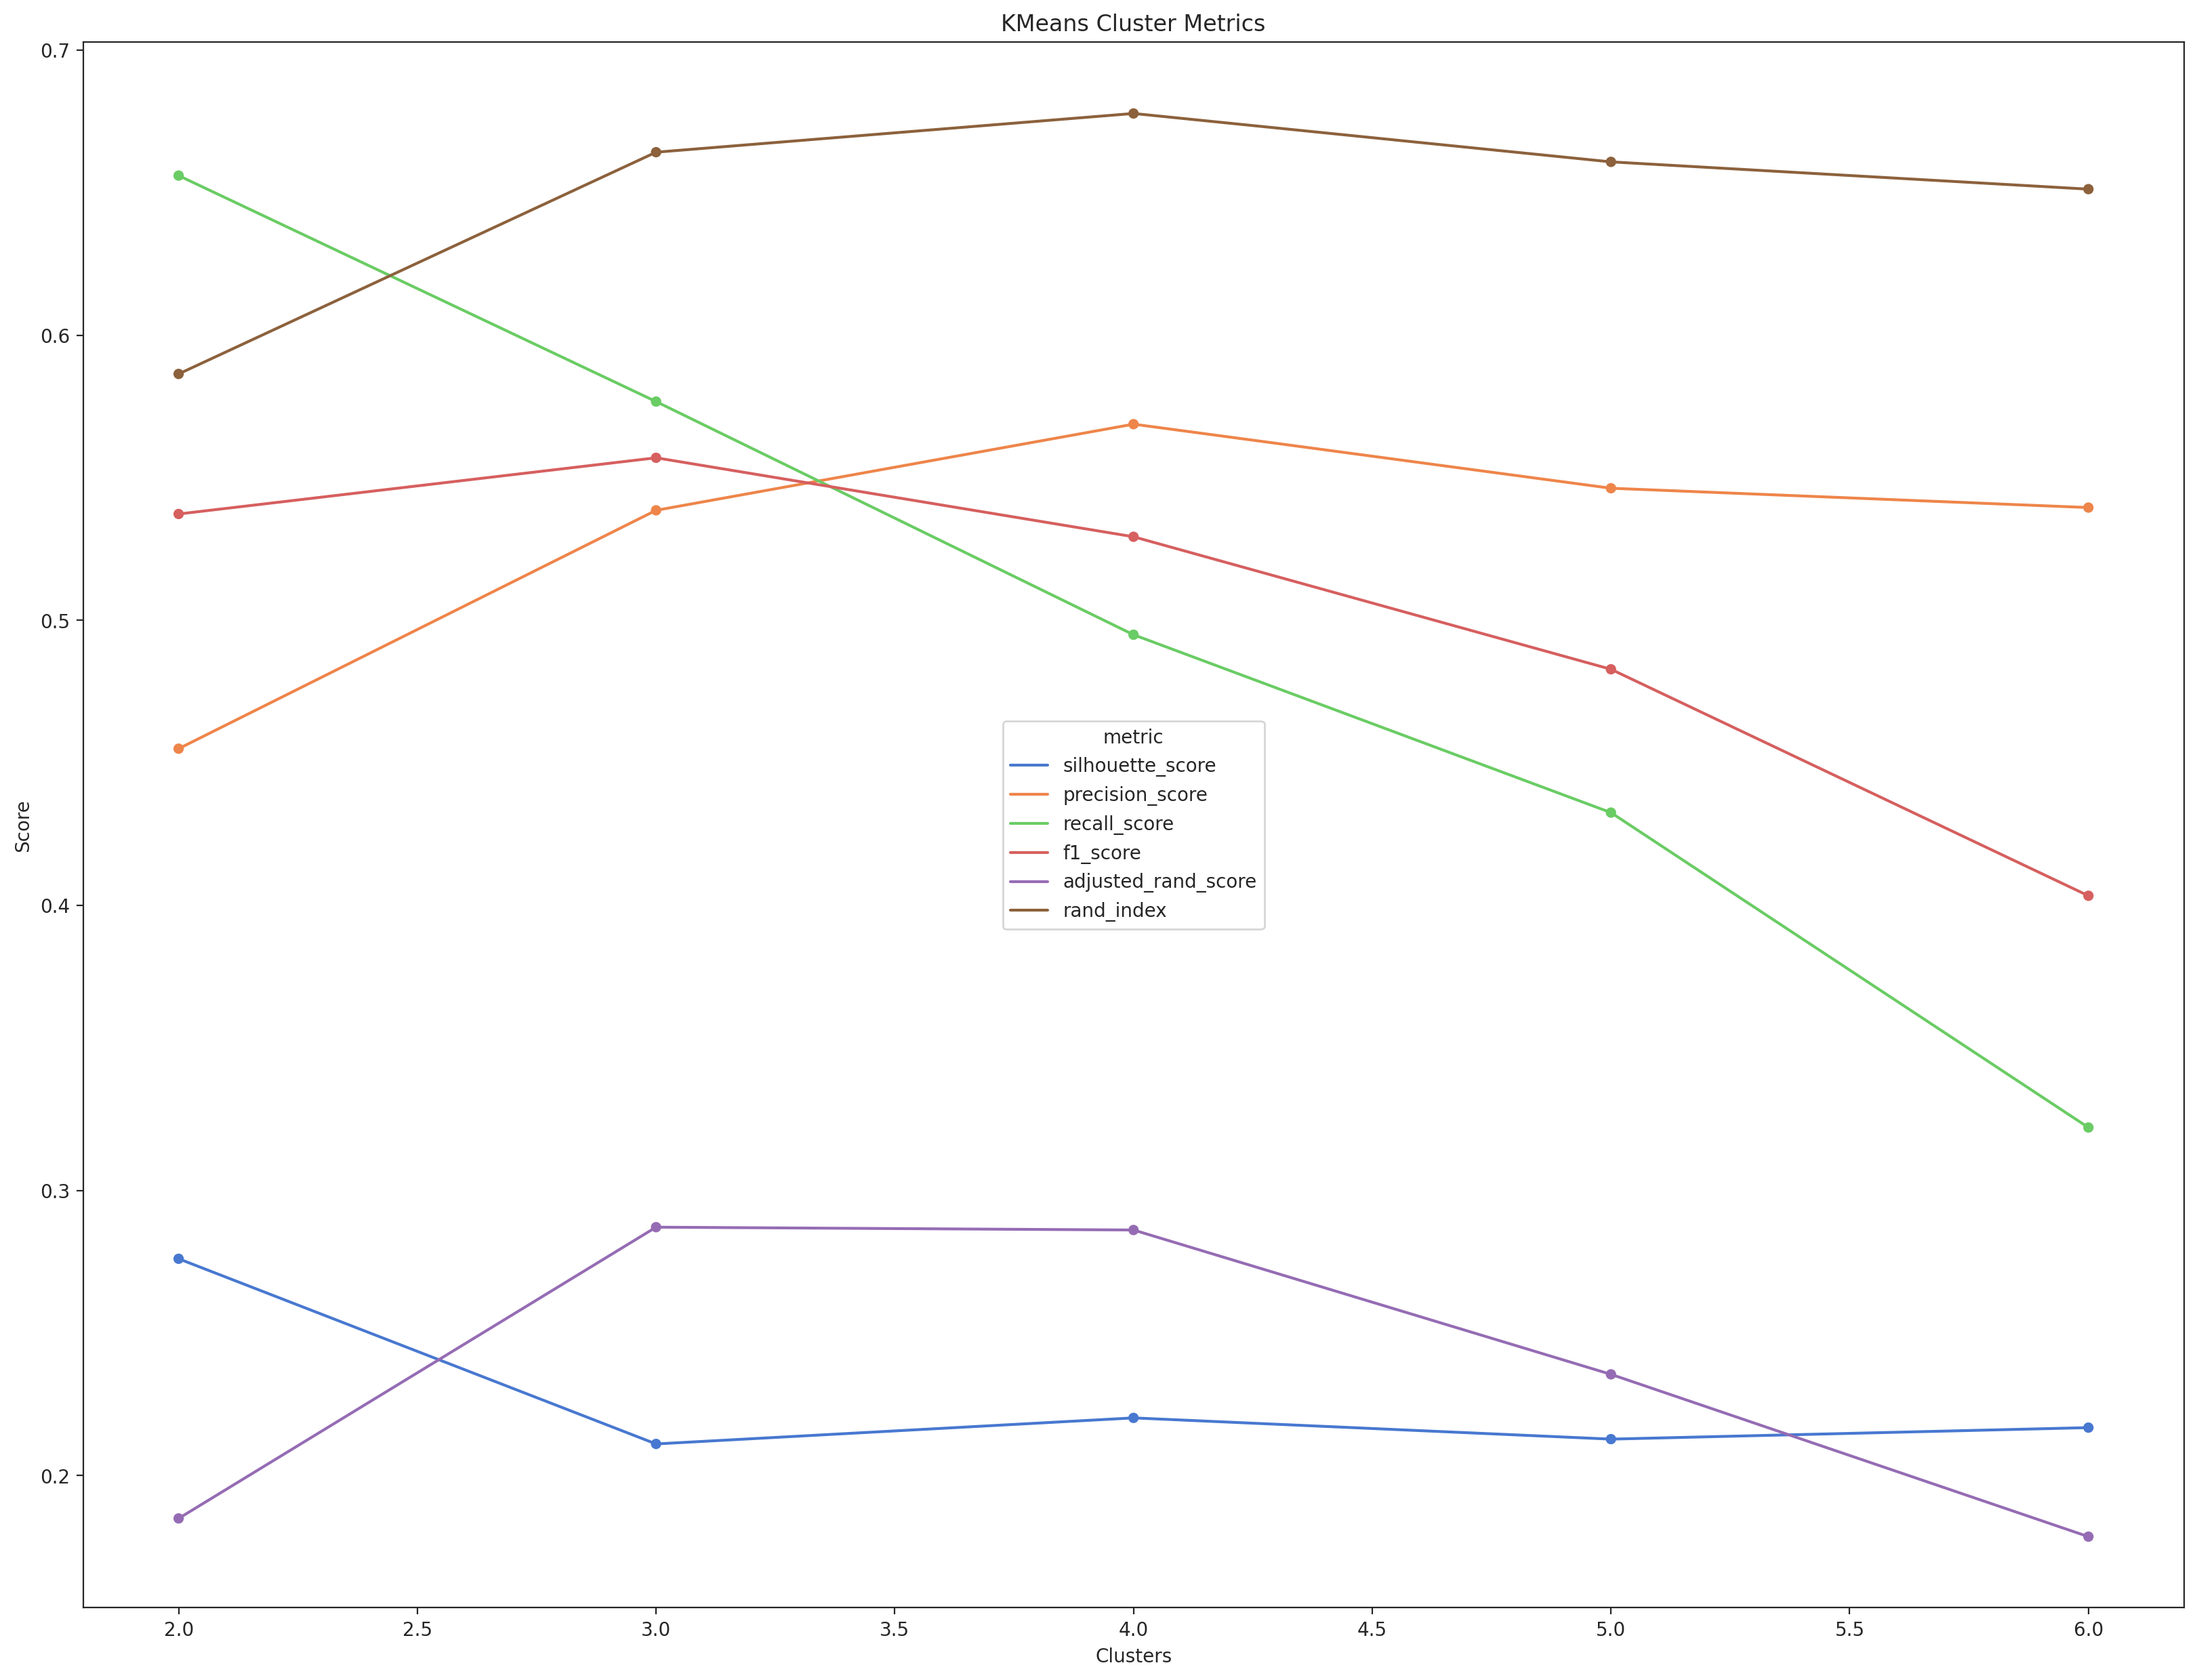 KMeans Cluster Metrics
0.7
0.6
0.5
0.4
0.3
0.2
Score
metric
silhouette_score
precision_score
recall_score
f1_score
adjusted_rand_score
rand_index
2.0 2.5 3.0 3.5 4.0 4.5 5.0 5.5 6.0
Clusters